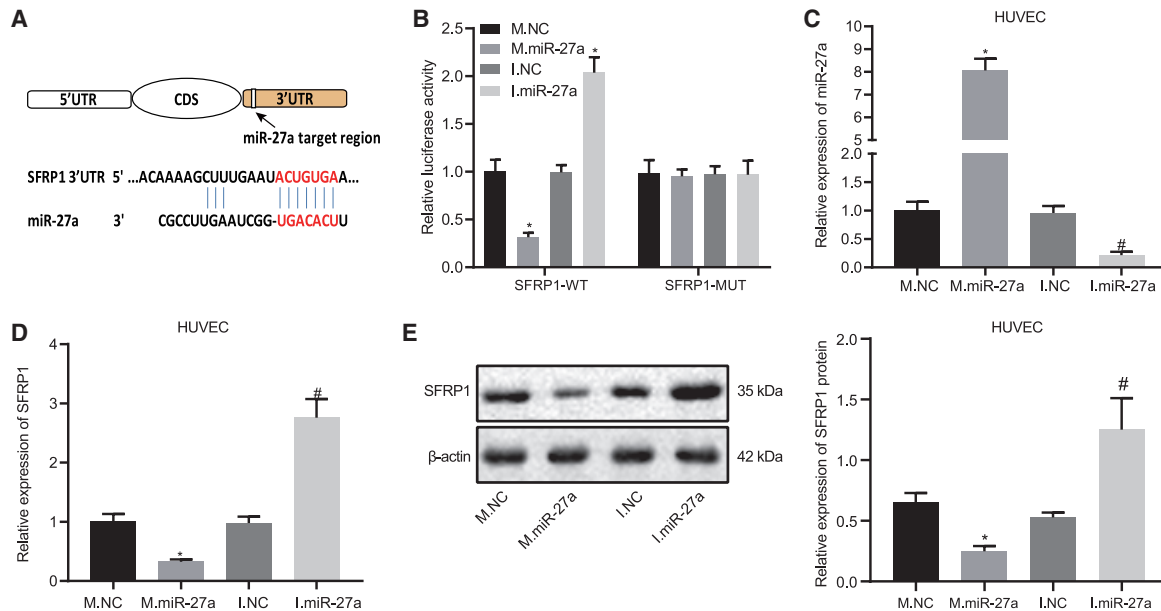 A
5'UTR CDS 3'UTR
miR-27a target region
SFRP1 3'UTR 5' ...ACAAAAGCUUUGAAUACUGUGAA...
miR-27a 3' CGCCUUGAAUCGG-UGACACUU
B
M.NC
M.miR-27a
I.NC
I.miR-27a
Relative luciferase activity
2.5
2.0
1.5
1.0
0.5
0.0
*
*
SFRP1-WT SFRP1-MUT
C
HUVEC
Relative expression of miR-27a
10
9
8
7
6
5
2.0
1.5
1.0
0.5
0.0
*
#
M.NC M.miR-27a I.NC I.miR-27a
D
HUVEC
Relative expression of SFRP1
4
3
2
1
0
*
#
M.NC M.miR-27a I.NC I.miR-27a
E
SFRP1 35 kDa
β-actin 42 kDa
M.NC M.miR-27a I.NC I.miR-27a
HUVEC
Relative expression of SFRP1 protein
2.0
1.5
1.0
0.5
0.0
*
#
M.NC M.miR-27a I.NC I.miR-27a